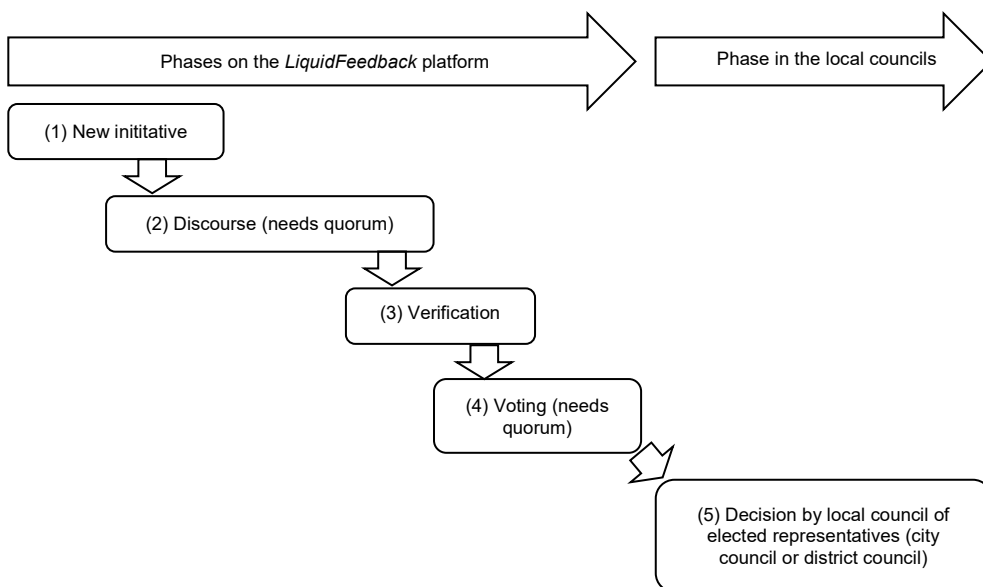 Phases on the LiquidFeedback platform
Phase in the local councils
(1) New inititative
(2) Discourse (needs quorum)
(3) Verification
(4) Voting (needs
quorum)
(5) Decision by local council of
elected representatives (city
council or district council)